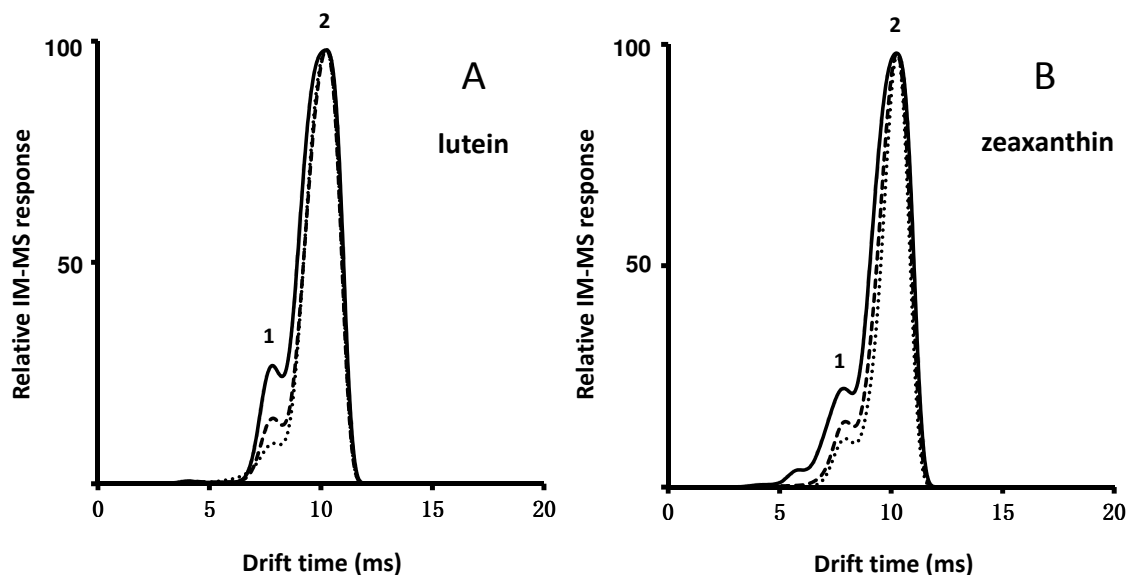 2
100
A
lutein
50
1
0
5
10
15
20
Relative IM-MS response
Drift time (ms)
2
100
B
zeaxanthin
50
1
0
5
10
15
20
Relative IM-MS response
Drift time (ms)